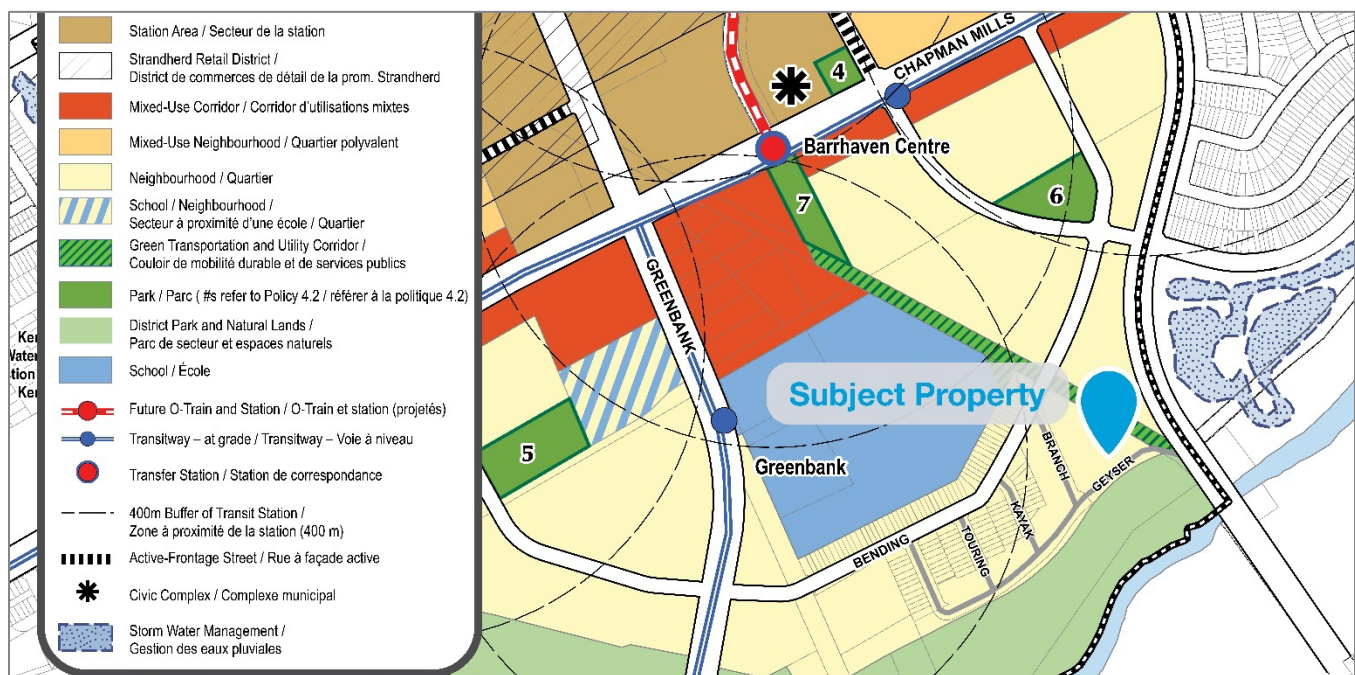 Station Area / Secteur de la station
Strandherd Retail District /
District de commerces de détail de la prom. Strandherd
Mixed-Use Corridor / Corridor d'utilisations mixtes
Mixed-Use Neighbourhood / Quartier polyvalent
Neighbourhood / Quartier
School / Neighbourhood /
Secteur à proximité d'une école / Quartier
Green Transportation and Utility Corridor /
Couloir de mobilité durable et de services publics
Park / Parc ( #s refer to Policy 4.2 / référer à la politique 4.2)
District Park and Natural Lands /
Parc de secteur et espaces naturels
School / École
Future O-Train and Station / O-Train et station (projetés)
Transitway – at grade / Transitway – Voie à niveau
Transfer Station / Station de correspondance
400m Buffer of Transit Station /
Zone à proximité de la station (400 m)
Active-Frontage Street / Rue à façade active
Civic Complex / Complexe municipal
Storm Water Management /
Gestion des eaux pluviales
CHAPMAN MILLS
4
Barrhaven Centre
7
6
GREENBANK
Subject Property
5
Greenbank
BRANCH
GEYSER
KAYAK
TOURING
BENDING